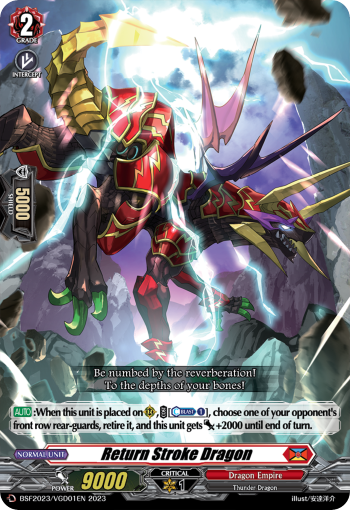 2
GRADE
INTERCEPT
5000
SHIELD
Be numbed by the reverberation!
To the depths of your bones!
AUTO:When this unit is placed on RC, COST[COUNTER BLAST 1], choose one of your opponent's
front row rear-guards, retire it, and this unit gets +2000 until end of turn.
NORMAL UNIT
Return Stroke Dragon
POWER 9000
CRITICAL
1
Dragon Empire
Thunder Dragon
BSF2023/VGD01EN 2023
illust/安達洋介